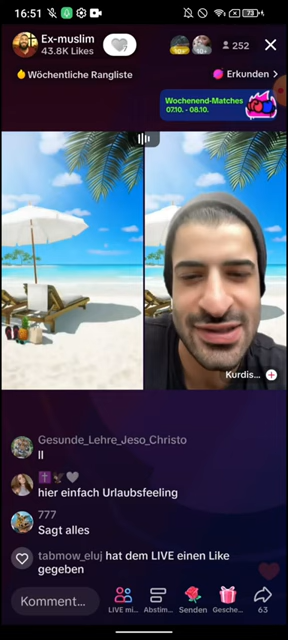 16:51
73
Ex-muslim
43.8K Likes
10+
252
Wöchentliche Rangliste
Erkunden >
Wochenend-Matches
07.10. - 08.10.
Kurdis...
Gesunde_Lehre_Jeso_Christo
ll
hier einfach Urlaubsfeeling
777
Sagt alles
tabmow_eluj hat dem LIVE einen Like
gegeben
Komment...
LIVE mi...
Abstim...
Senden
Gesche...
63